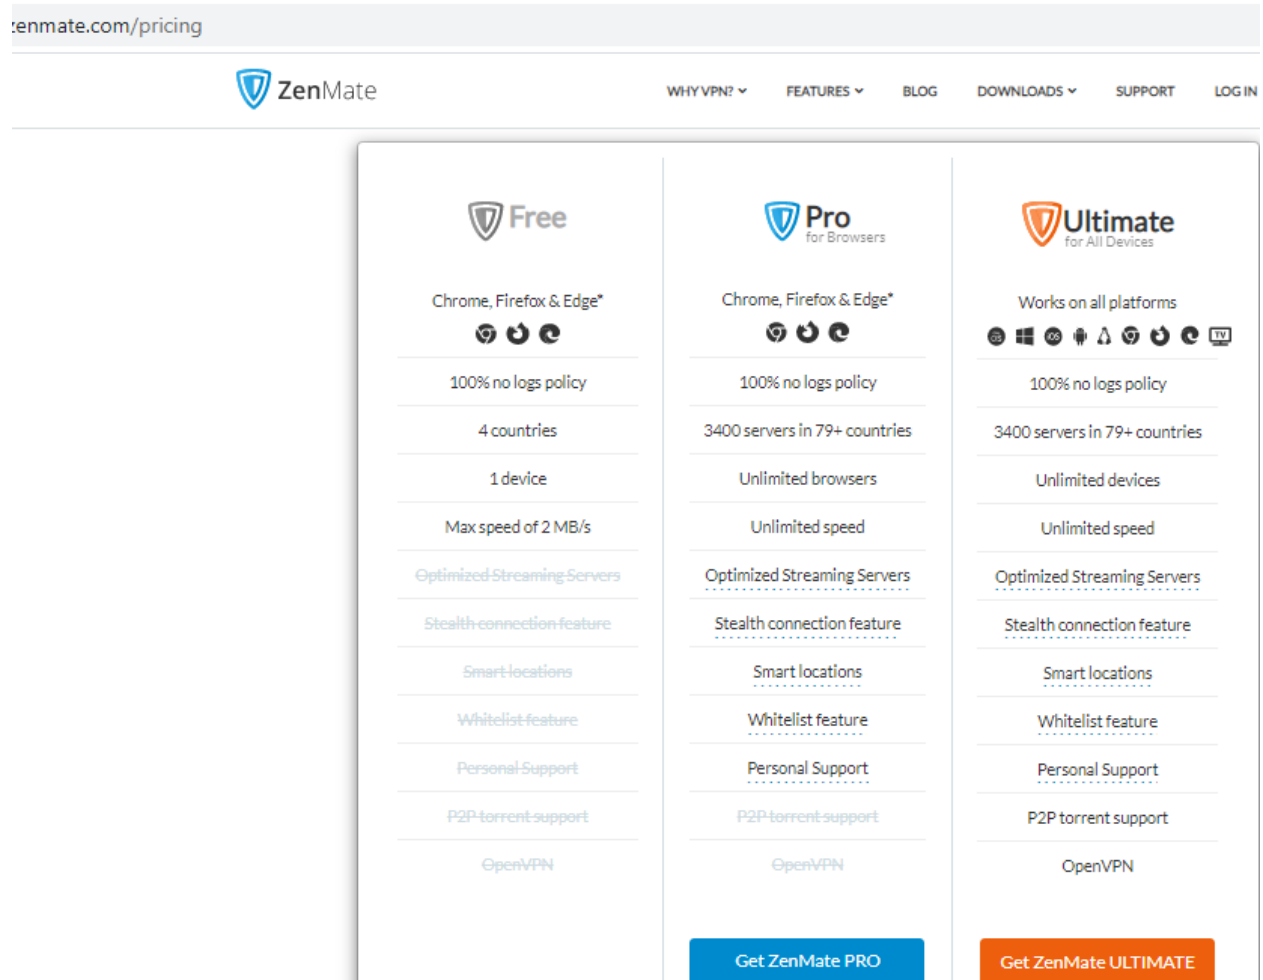 zenmate.com/pricing
ZenMate
WHY VPN?
FEATURES
BLOG
DOWNLOADS
SUPPORT
LOG IN
Free
Chrome, Firefox & Edge*
100% no logs policy
4 countries
1 device
Max speed of 2 MB/s
Optimized Streaming Servers
Stealth connection feature
Smart locations
Whitelist feature
Personal Support
P2P torrent support
OpenVPN
Pro
for Browsers
Chrome, Firefox & Edge*
100% no logs policy
3400 servers in 79+ countries
Unlimited browsers
Unlimited speed
Optimized Streaming Servers
Stealth connection feature
Smart locations
Whitelist feature
Personal Support
P2P torrent support
OpenVPN
Get ZenMate PRO
Ultimate
for All Devices
Works on all platforms
iOS
TV
100% no logs policy
3400 servers in 79+ countries
Unlimited devices
Unlimited speed
Optimized Streaming Servers
Stealth connection feature
Smart locations
Whitelist feature
Personal Support
P2P torrent support
OpenVPN
Get ZenMate ULTIMATE